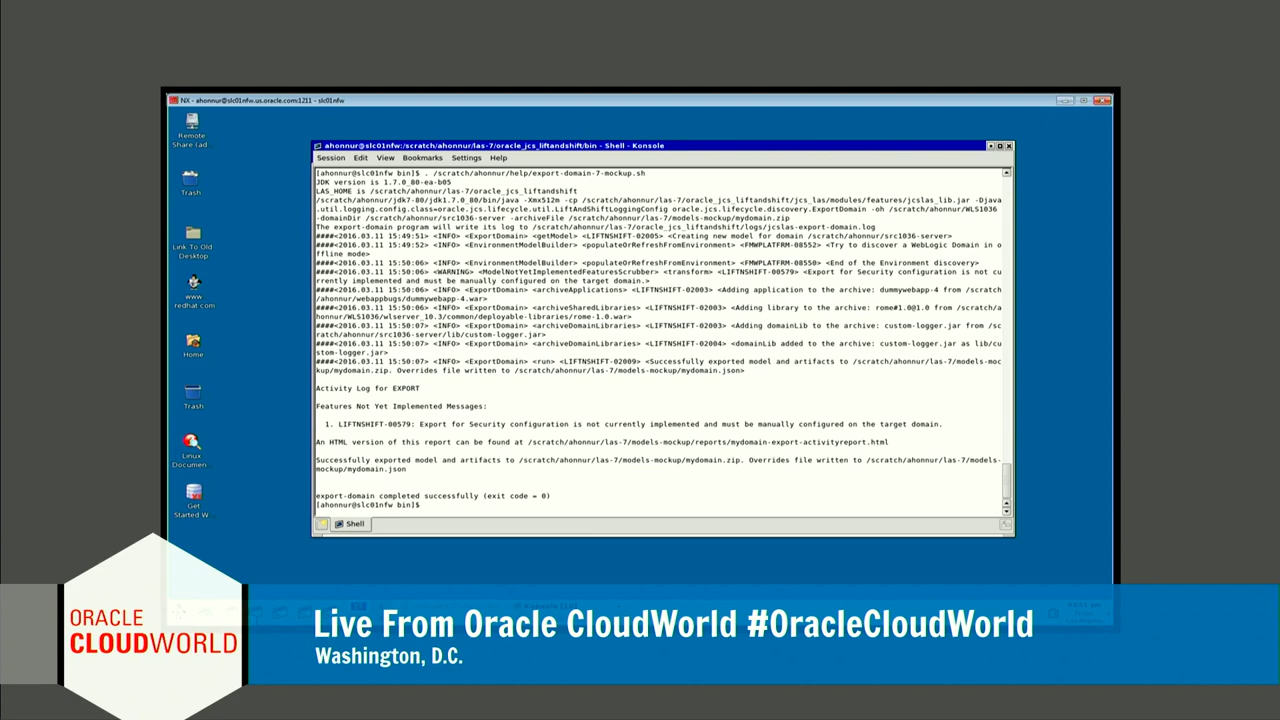 NX - ahonnur@slc01nfw.us.oracle.com:1211 - slc01nfw
Remote
Share (ad...
Trash
Link To Old
Desktop
www
redhat com
Home
Trash
Linux
Documen...
Get
Started W...
ahonnur@slc01nfw:/scratch/ahonnur/las-7/oracle_jcs_liftandshift/bin - Shell - Konsole
Session Edit View Bookmarks Settings Help
[ahonnur@slc01nfw bin]$ . /scratch/ahonnur/help/export-domain-7-mockup.sh
JDK version is 1.7.0_80-ea-b05
LAS_HOME is /scratch/ahonnur/las-7/oracle_jcs_liftandshift
/scratch/ahonnur/jdk7-80/jdk1.7.0_80/bin/java -Xmx512m -cp /scratch/ahonnur/las-7/oracle_jcs_liftandshift/jcs_las/modules/features/jcslas_lib.jar -Djava
.util.logging.config.class=oracle.jcs.lifecycle.util.LiftAndShiftLoggingConfig oracle.jcs.lifecycle.discovery.ExportDomain -oh /scratch/ahonnur/WLS1036
-domainDir /scratch/ahonnur/src1036-server -archiveFile /scratch/ahonnur/las-7/models-mockup/mydomain.zip
The export-domain program will write its log to /scratch/ahonnur/las-7/oracle_jcs_liftandshift/logs/jcslas-export-domain.log
####<2016.03.11 15:49:51> <INFO> <ExportDomain> <getModel> <LIFTNSHIFT-02005> <Creating new model for domain /scratch/ahonnur/src1036-server>
####<2016.03.11 15:49:52> <INFO> <EnvironmentModelBuilder> <populateOrRefreshFromEnvironment> <FMWPLATFRM-08552> <Try to discover a WebLogic Domain in o
ffline mode>
####<2016.03.11 15:50:06> <INFO> <EnvironmentModelBuilder> <populateOrRefreshFromEnvironment> <FMWPLATFRM-08550> <End of the Environment discovery>
####<2016.03.11 15:50:06> <WARNING> <ModelNotYetImplementedFeaturesScrubber> <transform> <LIFTNSHIFT-00579> <Export for Security configuration is not cu
rrently implemented and must be manually configured on the target domain.>
####<2016.03.11 15:50:06> <INFO> <ExportDomain> <archiveApplications> <LIFTNSHIFT-02003> <Adding application to the archive: dummywebapp-4 from /scratch
/ahonnur/webappbugs/dummywebapp-4.war>
####<2016.03.11 15:50:06> <INFO> <ExportDomain> <archiveSharedLibraries> <LIFTNSHIFT-02003> <Adding library to the archive: rome#1.0@1.0 from /scratch/a
honnur/WLS1036/wlserver_10.3/common/deployable-libraries/rome-1.0.war>
####<2016.03.11 15:50:07> <INFO> <ExportDomain> <archiveDomainLibraries> <LIFTNSHIFT-02003> <Adding domainLib to the archive: custom-logger.jar from /sc
ratch/ahonnur/src1036-server/lib/custom-logger.jar>
####<2016.03.11 15:50:07> <INFO> <ExportDomain> <archiveDomainLibraries> <LIFTNSHIFT-02004> <domainLib added to the archive: custom-logger.jar as lib/cu
stom-logger.jar>
####<2016.03.11 15:50:07> <INFO> <ExportDomain> <run> <LIFTNSHIFT-02009> <Successfully exported model and artifacts to /scratch/ahonnur/las-7/models-moc
kup/mydomain.zip. Overrides file written to /scratch/ahonnur/las-7/models-mockup/mydomain.json>
Activity Log for EXPORT
Features Not Yet Implemented Messages:
1. LIFTNSHIFT-00579: Export for Security configuration is not currently implemented and must be manually configured on the target domain.
An HTML version of this report can be found at /scratch/ahonnur/las-7/models-mockup/reports/mydomain-export-activityreport.html
Successfully exported model and artifacts to /scratch/ahonnur/las-7/models-mockup/mydomain.zip. Overrides file written to /scratch/ahonnur/las-7/models-
mockup/mydomain.json
export-domain completed successfully (exit code = 0)
[ahonnur@slc01nfw bin]$
Shell
ORACLE
CLOUDWORLD
Live From Oracle CloudWorld #OracleCloudWorld
Washington, D.C.